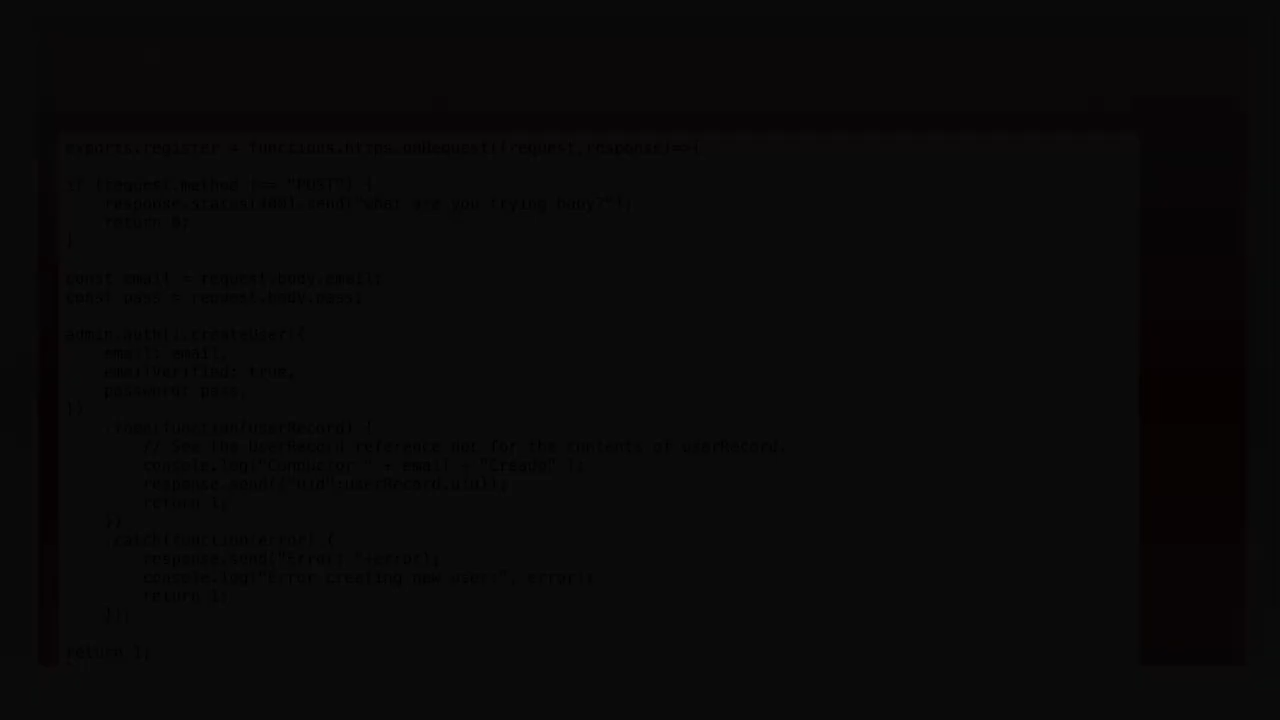 exports.register = functions.https.onRequest((request,response)=>{
if (request.method !== "POST") {
response.status(400).send("What are you trying baby?");
return 0;
}
const email = request.body.email;
const pass = request.body.pass;
admin.auth().createUser({
email: email,
emailVerified: true,
password: pass,
})
.then(function(userRecord) {
// See the UserRecord reference doc for the contents of userRecord.
console.log("Conductor " + email + "Creado" );
response.send({"uid":userRecord.uid});
return 1;
})
.catch(function(error) {
response.send("Error: "+error);
console.log("Error creating new user:", error);
return 1;
});
return 1;